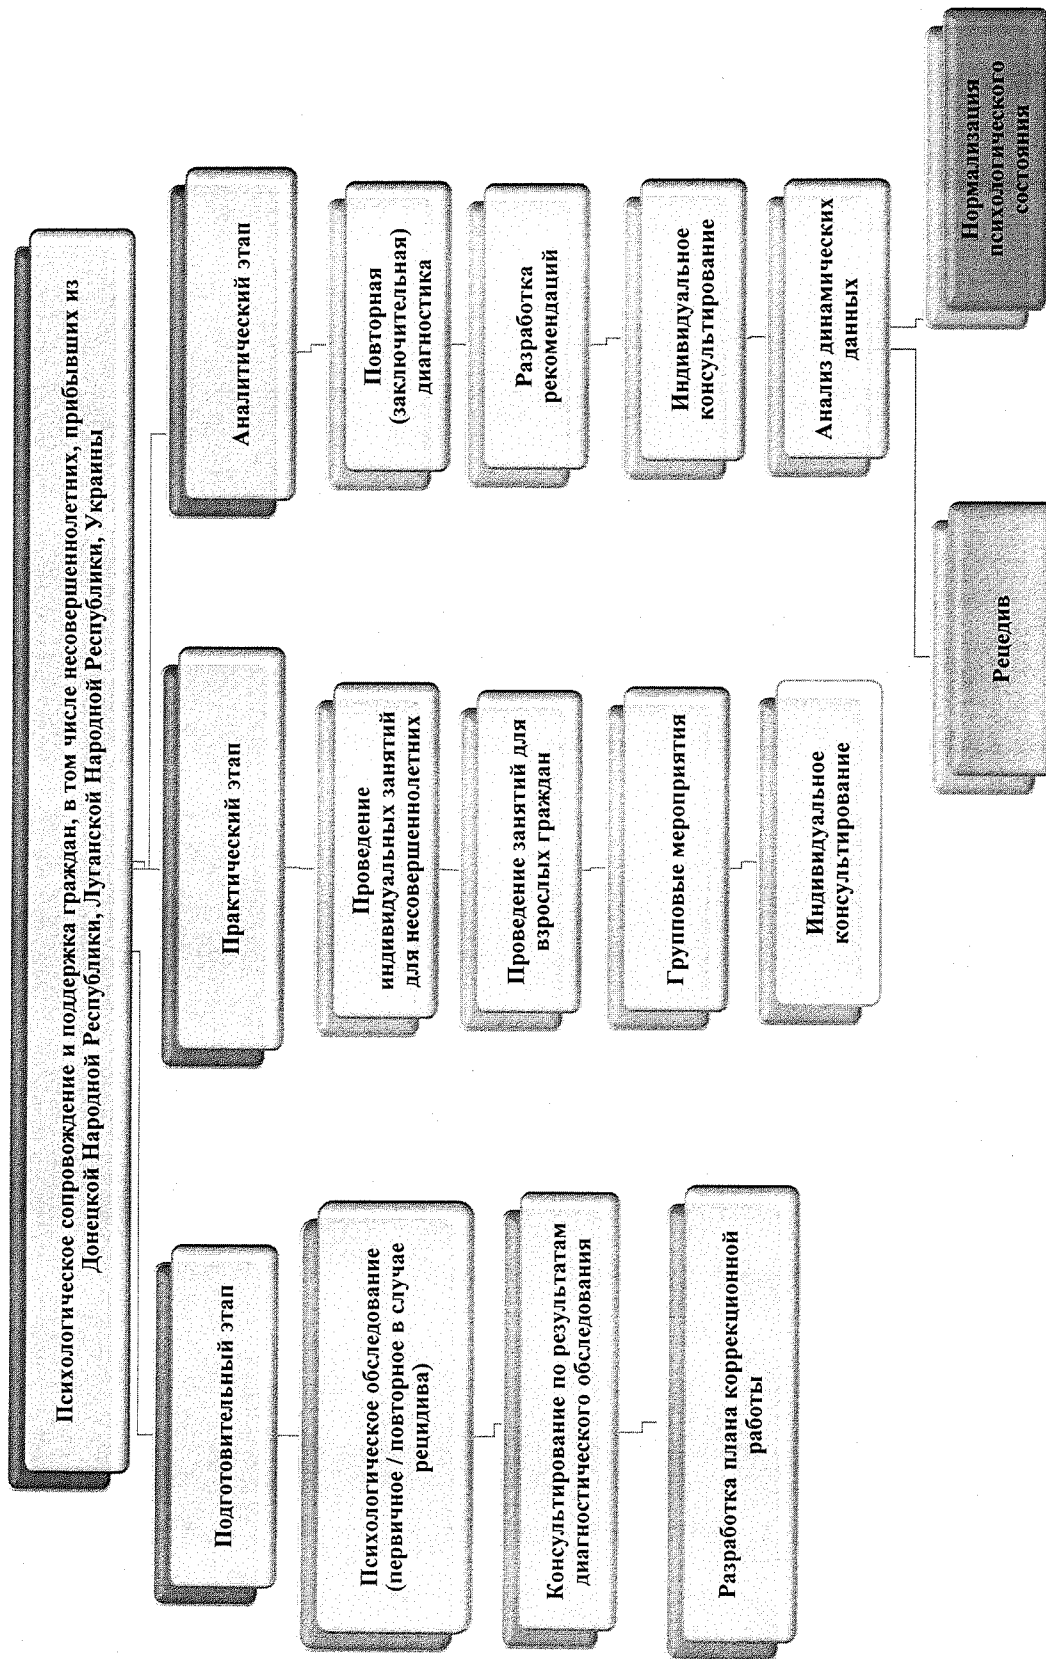 Психологическое сопровождение и поддержка граждан, в том числе несовершеннолетних, прибывших из
Донецкой Народной Республики, Луганской Народной Республики, Украины
Подготовительный этап
Психологическое обследование
(первичное / повторное в случае
рецидива)
Консультирование по результатам
диагностического обследования
Разработка плана коррекционной
работы
Практический этап
Проведение
индивидуальных занятий
для несовершеннолетних
Проведение занятий для
взрослых граждан
Групповые мероприятия
Индивидуальное
консультирование
Аналитический этап
Повторная
(заключительная)
диагностика
Разработка
рекомендаций
Индивидуальное
консультирование
Анализ динамических
данных
Рецедив
Нормализация
психологического
состояния